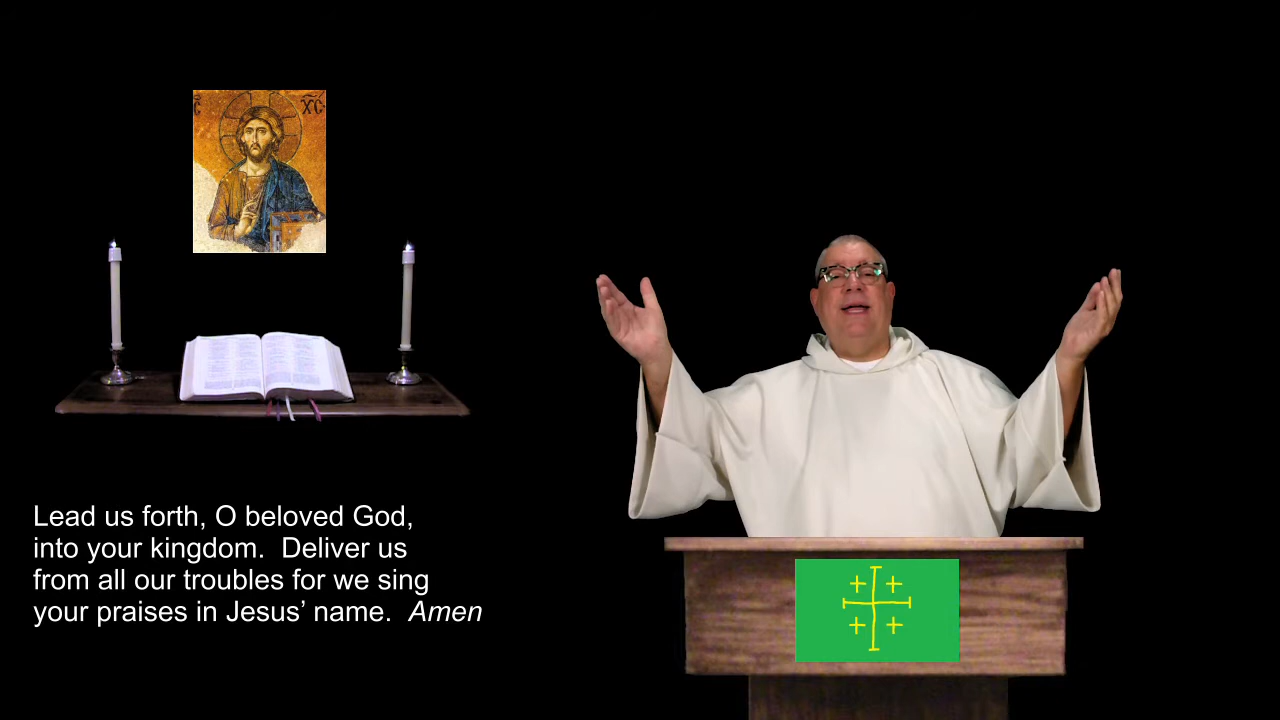 C XC
Lead us forth, O beloved God,
into your kingdom.  Deliver us
from all our troubles for we sing
your praises in Jesus’ name.  Amen